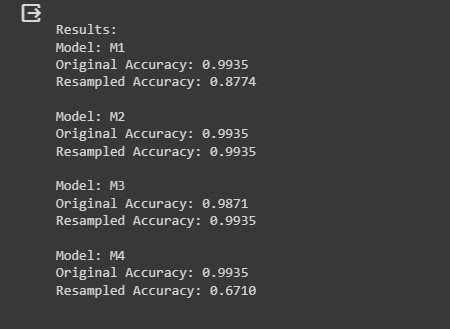 Results:
Model: M1
Original Accuracy: 0.9935
Resampled Accuracy: 0.8774
Model: M2
Original Accuracy: 0.9935
Resampled Accuracy: 0.9935
Model: M3
Original Accuracy: 0.9871
Resampled Accuracy: 0.9935
Model: M4
Original Accuracy: 0.9935
Resampled Accuracy: 0.6710